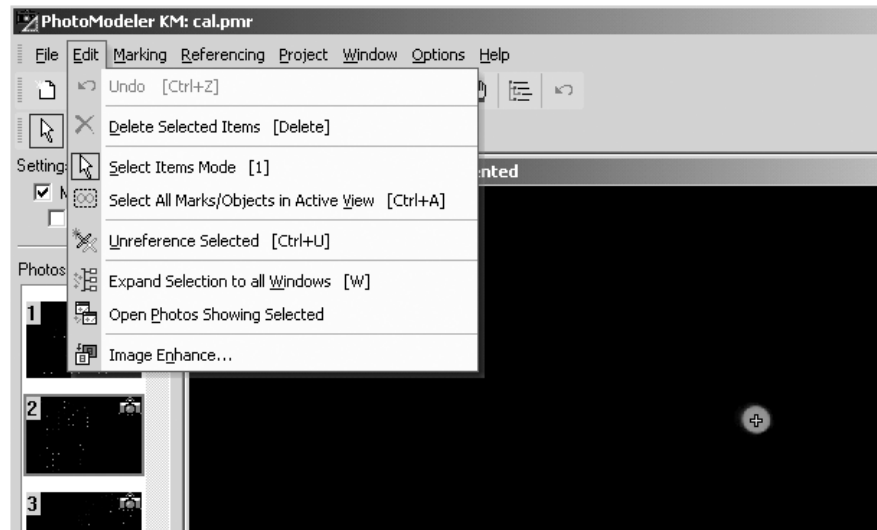 PhotoModeler KM: cal.pmr
File Edit Marking Referencing Project Window Options Help
Undo [Ctrl+Z]
Delete Selected Items [Delete]
Select Items Mode [1]
Setting
nted
M
Select All Marks/Objects in Active View [Ctrl+A]
Unreference Selected [Ctrl+U]
Photos
Expand Selection to all Windows [W]
1
Open Photos Showing Selected
Image Enhance...
2
3